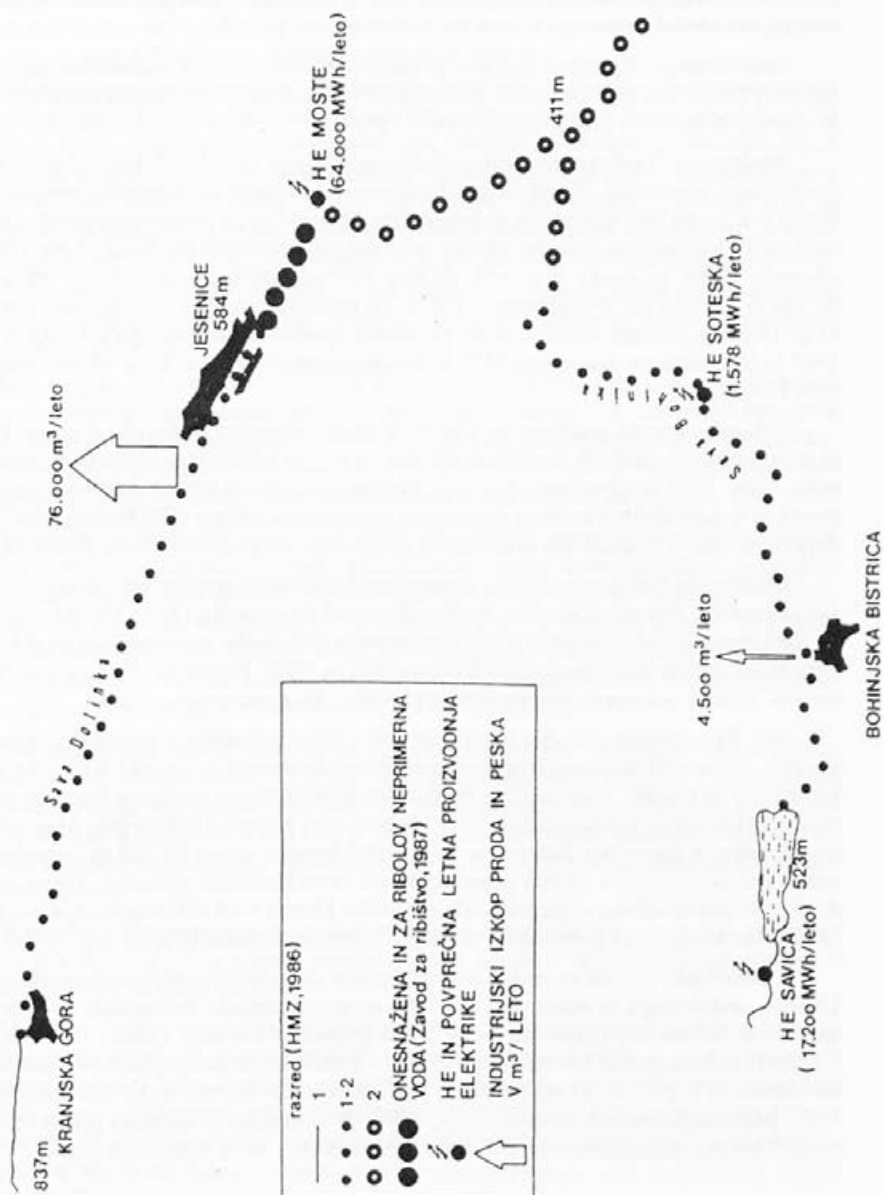 76.000 m³/leto
JESENICE
584m
HE MOSTE
(64.000 MWh/leto)
Sava Dolinka
837m
KRANJSKA GORA
411m
razred (HMZ,1986)
1
1-2
2
ONESNAŽENA IN ZA RIBOLOV NEPRIMERNA
VODA (Zavod za ribištvo,1987)
HE IN POVPREČNA LETNA PROIZVODNJA
ELEKTRIKE
INDUSTRIJSKI IZKOP PRODA IN PESKA
V m³/ LETO
HE SOTESKA
(1.578 MWh/leto)
4.500 m³/leto
523m
HE SAVICA
(17.200 MWh/leto)
BOHINJSKA BISTRICA